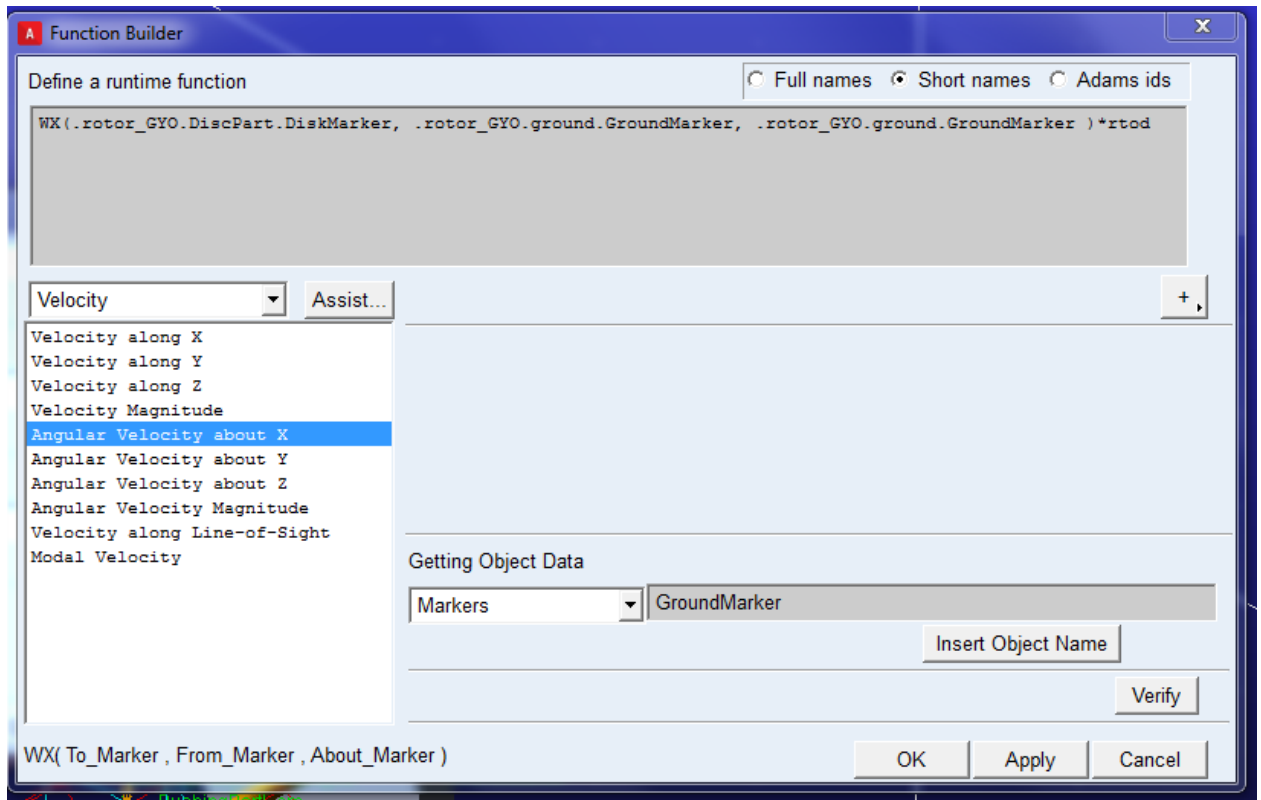 A Function Builder X
Define a runtime function
Full names Short names Adams ids
WX(.rotor_GYO.DiscPart.DiskMarker, .rotor_GYO.ground.GroundMarker, .rotor_GYO.ground.GroundMarker )*rtod
Velocity Assist... +
Velocity along X
Velocity along Y
Velocity along Z
Velocity Magnitude
Angular Velocity about X
Angular Velocity about Y
Angular Velocity about Z
Angular Velocity Magnitude
Velocity along Line-of-Sight
Modal Velocity
Getting Object Data
Markers GroundMarker
Insert Object Name
Verify
WX( To_Marker , From_Marker , About_Marker )
OK Apply Cancel